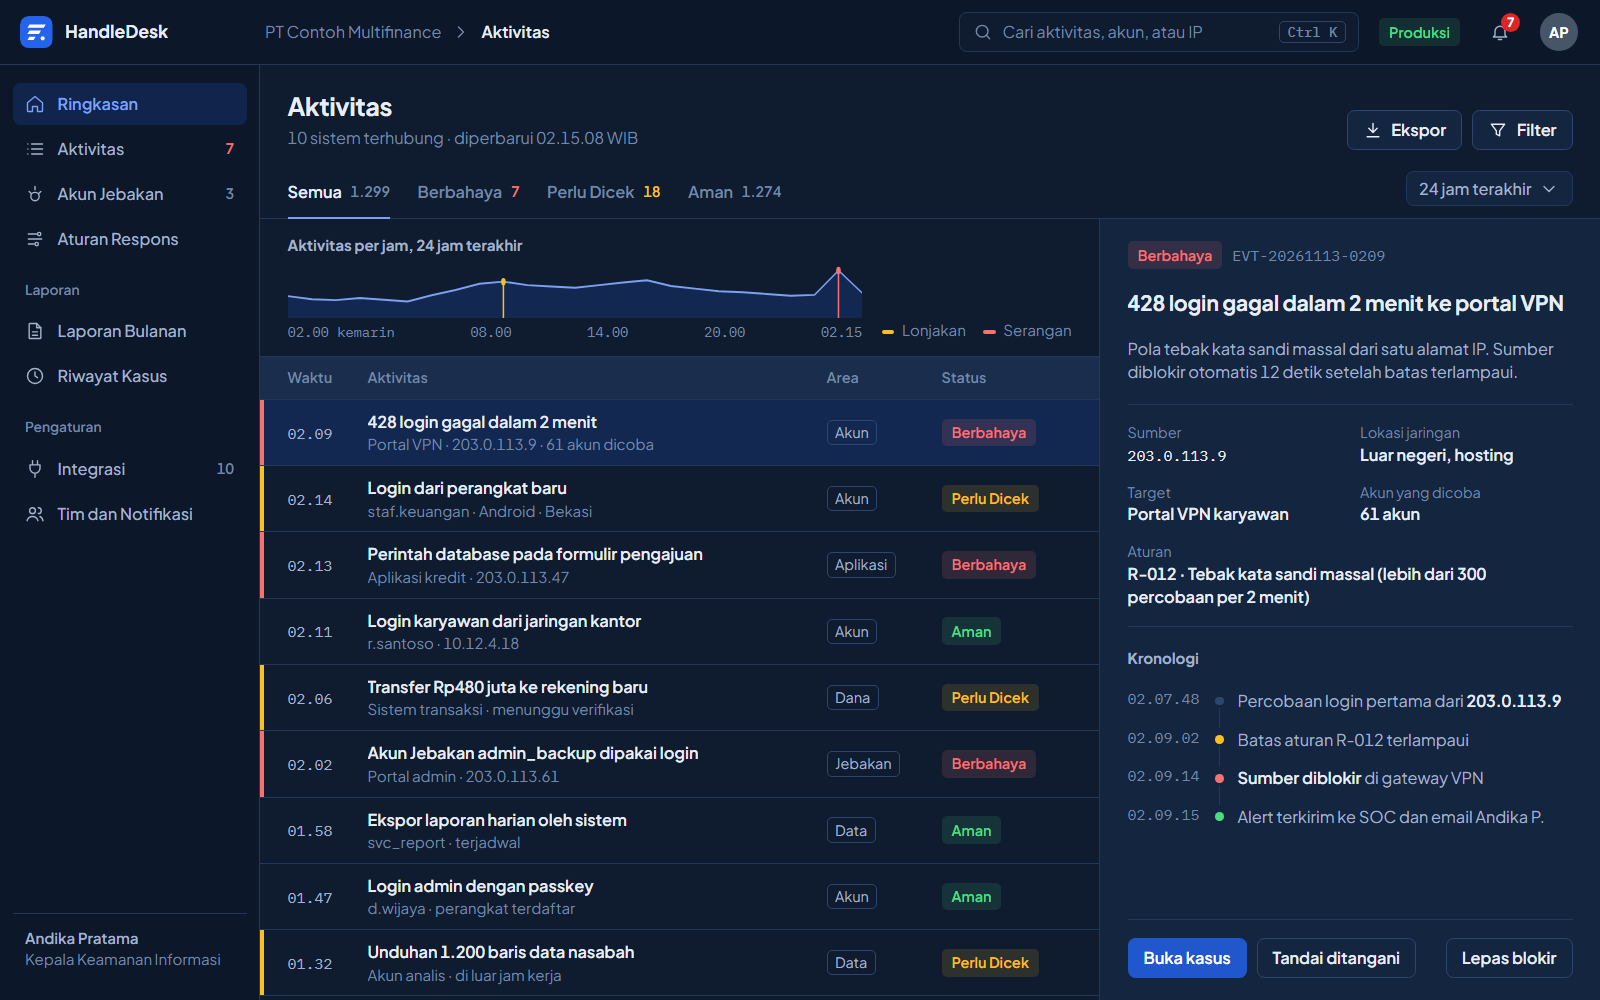 HandleDesk
PT Contoh Multifinance
Aktivitas
Cari aktivitas, akun, atau IP
Ctrl K
Produksi
7
AP
Ringkasan
Aktivitas 7
Akun Jebakan 3
Aturan Respons
Laporan
Laporan Bulanan
Riwayat Kasus
Pengaturan
Integrasi 10
Tim dan Notifikasi
Andika Pratama
Kepala Keamanan Informasi
Aktivitas
10 sistem terhubung · diperbarui 02.15.08 WIB
Ekspor
Filter
Semua 1.299
Berbahaya 7
Perlu Dicek 18
Aman 1.274
24 jam terakhir
Aktivitas per jam, 24 jam terakhir
02.00 kemarin 08.00 14.00 20.00 02.15
Lonjakan Serangan
Waktu Aktivitas Area Status
02.09 428 login gagal dalam 2 menit Akun Berbahaya
Portal VPN · 203.0.113.9 · 61 akun dicoba
02.14 Login dari perangkat baru Akun Perlu Dicek
staf.keuangan · Android · Bekasi
02.13 Perintah database pada formulir pengajuan Aplikasi Berbahaya
Aplikasi kredit · 203.0.113.47
02.11 Login karyawan dari jaringan kantor Akun Aman
r.santoso · 10.12.4.18
02.06 Transfer Rp480 juta ke rekening baru Dana Perlu Dicek
Sistem transaksi · menunggu verifikasi
02.02 Akun Jebakan admin_backup dipakai login Jebakan Berbahaya
Portal admin · 203.0.113.61
01.58 Ekspor laporan harian oleh sistem Data Aman
svc_report · terjadwal
01.47 Login admin dengan passkey Akun Aman
d.wijaya · perangkat terdaftar
01.32 Unduhan 1.200 baris data nasabah Data Perlu Dicek
Akun analis · di luar jam kerja
Berbahaya EVT-20261113-0209
428 login gagal dalam 2 menit ke portal VPN
Pola tebak kata sandi massal dari satu alamat IP. Sumber
diblokir otomatis 12 detik setelah batas terlampaui.
Sumber
203.0.113.9
Lokasi jaringan
Luar negeri, hosting
Target
Portal VPN karyawan
Akun yang dicoba
61 akun
Aturan
R-012 · Tebak kata sandi massal (lebih dari 300
percobaan per 2 menit)
Kronologi
02.07.48 Percobaan login pertama dari 203.0.113.9
02.09.02 Batas aturan R-012 terlampaui
02.09.14 Sumber diblokir di gateway VPN
02.09.15 Alert terkirim ke SOC dan email Andika P.
Buka kasus
Tandai ditangani
Lepas blokir